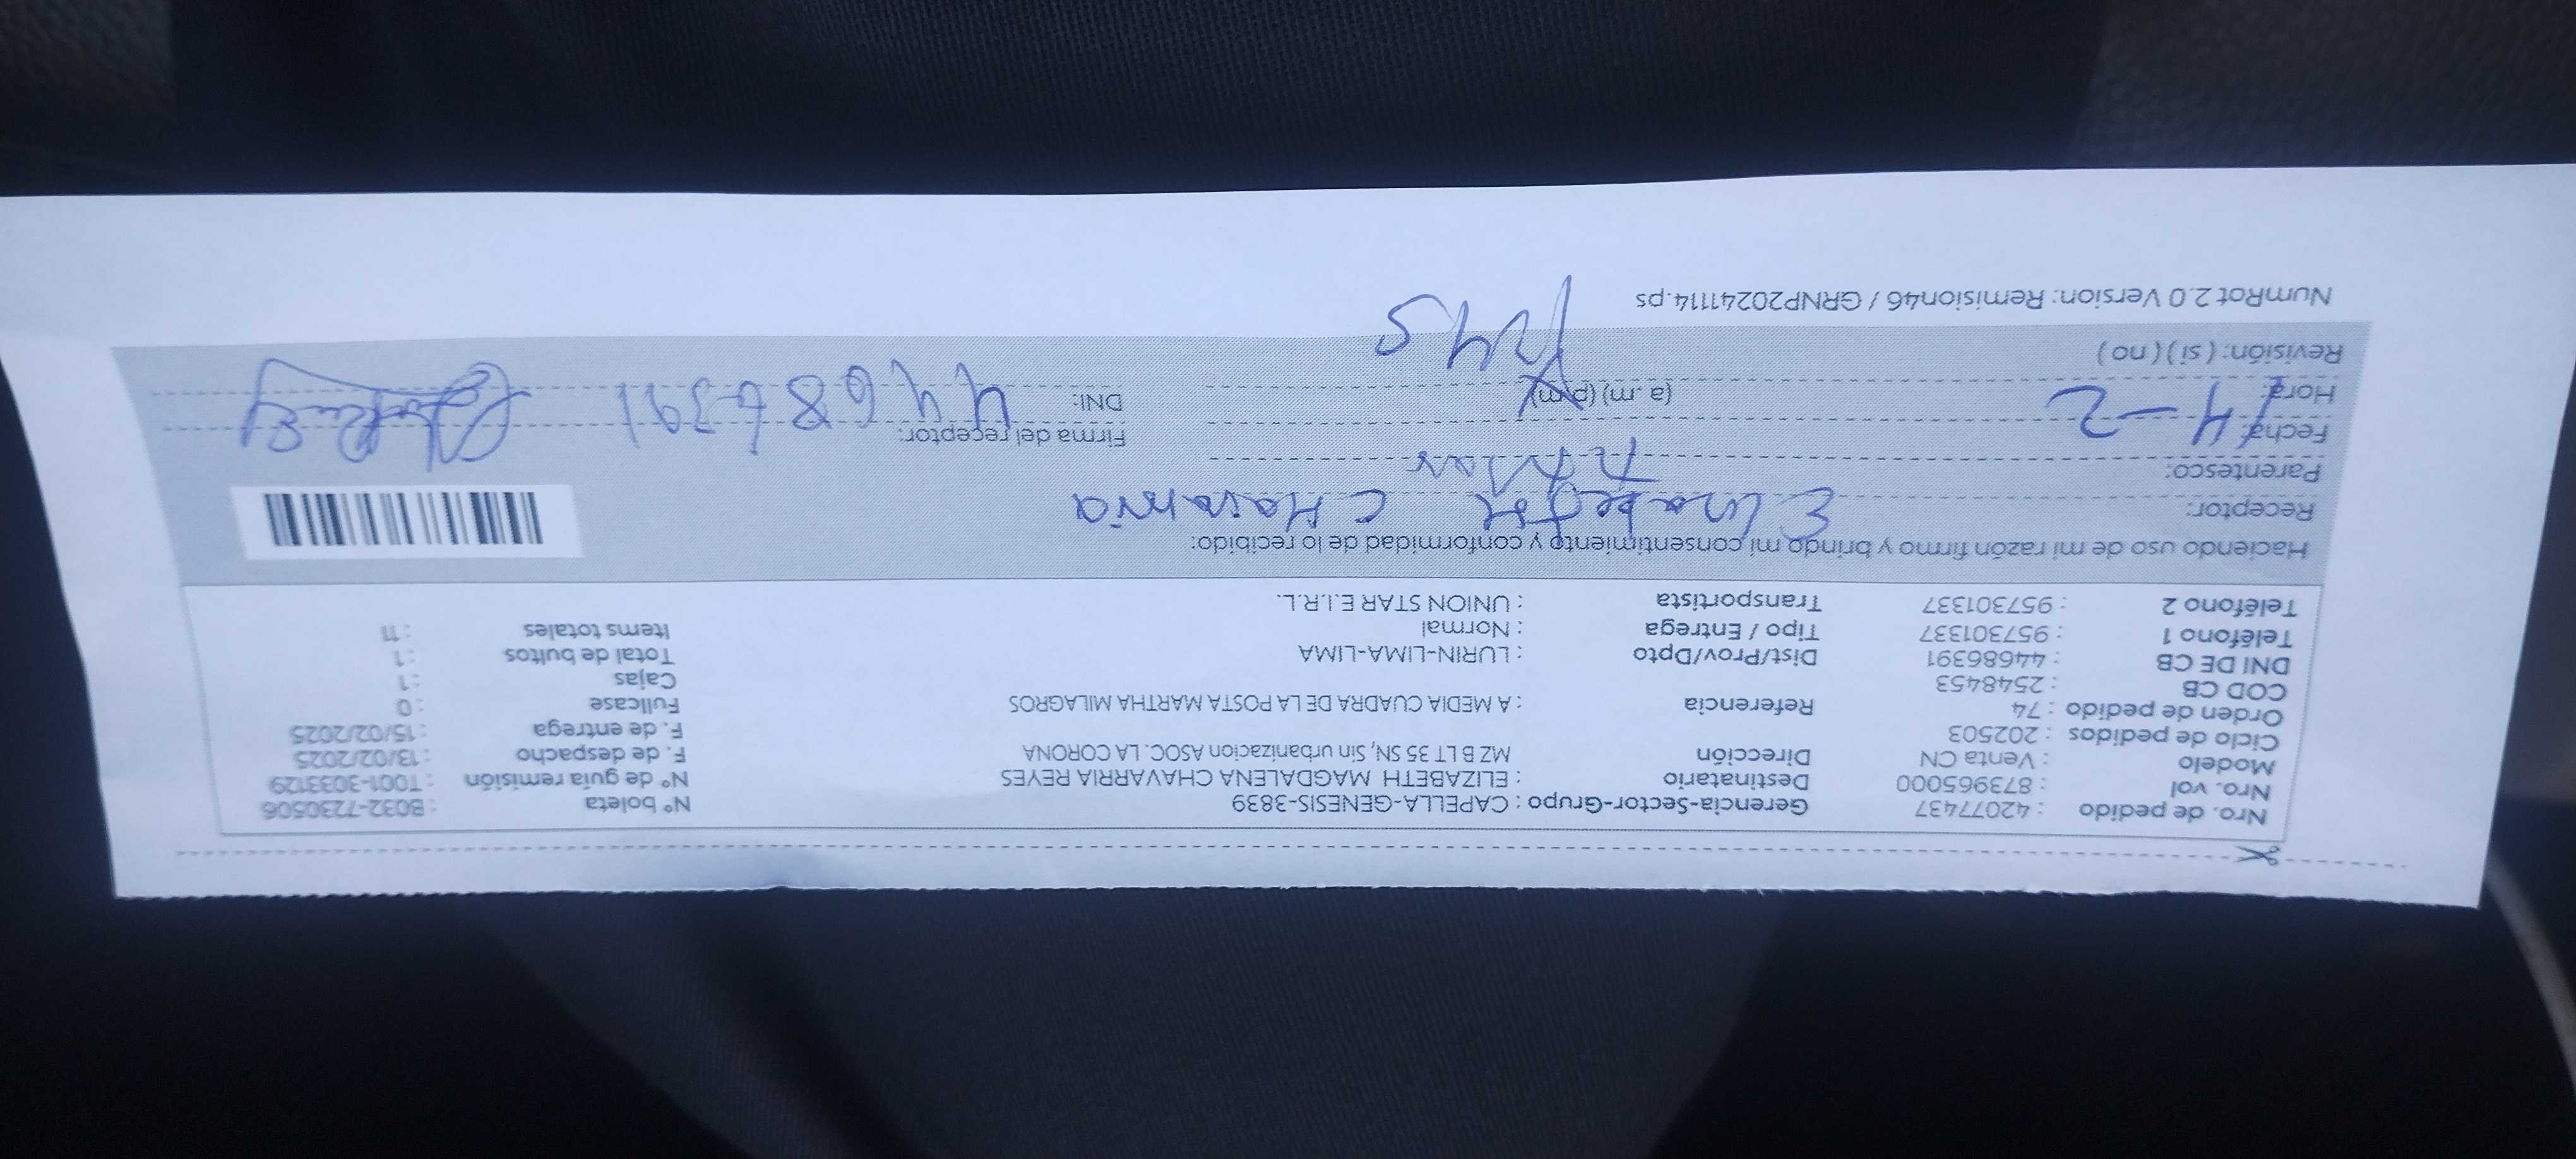 Nro. de pedido : 42077437 Gerencia-Sector-Grupo : CAPELLA-GENESIS-3839 N° boleta : B032-7230506
Nro. vol : 873965000 Destinatario : ELIZABETH MAGDALENA CHAVARRIA REYES N° de guía remisión : T001-3033129
Modelo : Venta CN Dirección MZ B LT 35 SN, Sin urbanizacion ASOC. LA CORONA F. de despacho : 13/02/2025
Ciclo de pedidos : 202503 F. de entrega : 15/02/2025
Orden de pedido : 74 Referencia : A MEDIA CUADRA DE LA POSTA MARTHA MILAGROS Fullcase : 0
COD CB : 2548453 Cajas : 1
DNI DE CB : 44686391 Dist/Prov/Dpto : LURIN-LIMA-LIMA Total de bultos : 1
Teléfono 1 : 957301337 Tipo / Entrega : Normal Items totales : 11
Teléfono 2 : 957301337 Transportista : UNION STAR E.I.R.L.
Haciendo uso de mi razón firmo y brindo mi consentimiento y conformidad de lo recibido:
Receptor:
Parentesco:
Fecha: 14-2 Firma del receptor:
Hora: (a .m) (p.m) DNI: 44686391
Revisión: ( si ) ( no )
NumRot 2.0 Version: Remision46 / GRNP20241114.ps